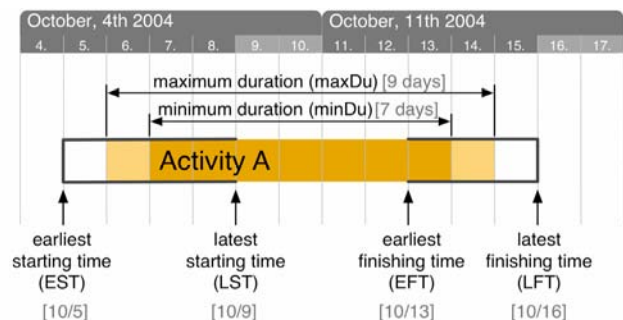 October, 4th 2004 October, 11th 2004
4. 5. 6. 7. 8. 9. 10. 11. 12. 13. 14. 15. 16. 17.
maximum duration (maxDu) [9 days]
minimum duration (minDu) [7 days]
Activity A
earliest
starting time
(EST)
[10/5]
latest
starting time
(LST)
[10/9]
earliest
finishing time
(EFT)
[10/13]
latest
finishing time
(LFT)
[10/16]